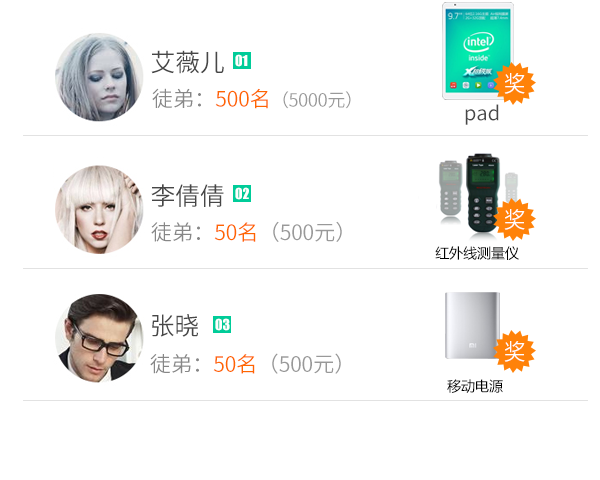 艾薇儿 01
徒弟：500名（5000元）
9.7"
intel
inside
奖
pad
李倩倩 02
徒弟：50名（500元）
奖
红外线测量仪
张晓 03
徒弟：50名（500元）
奖
移动电源